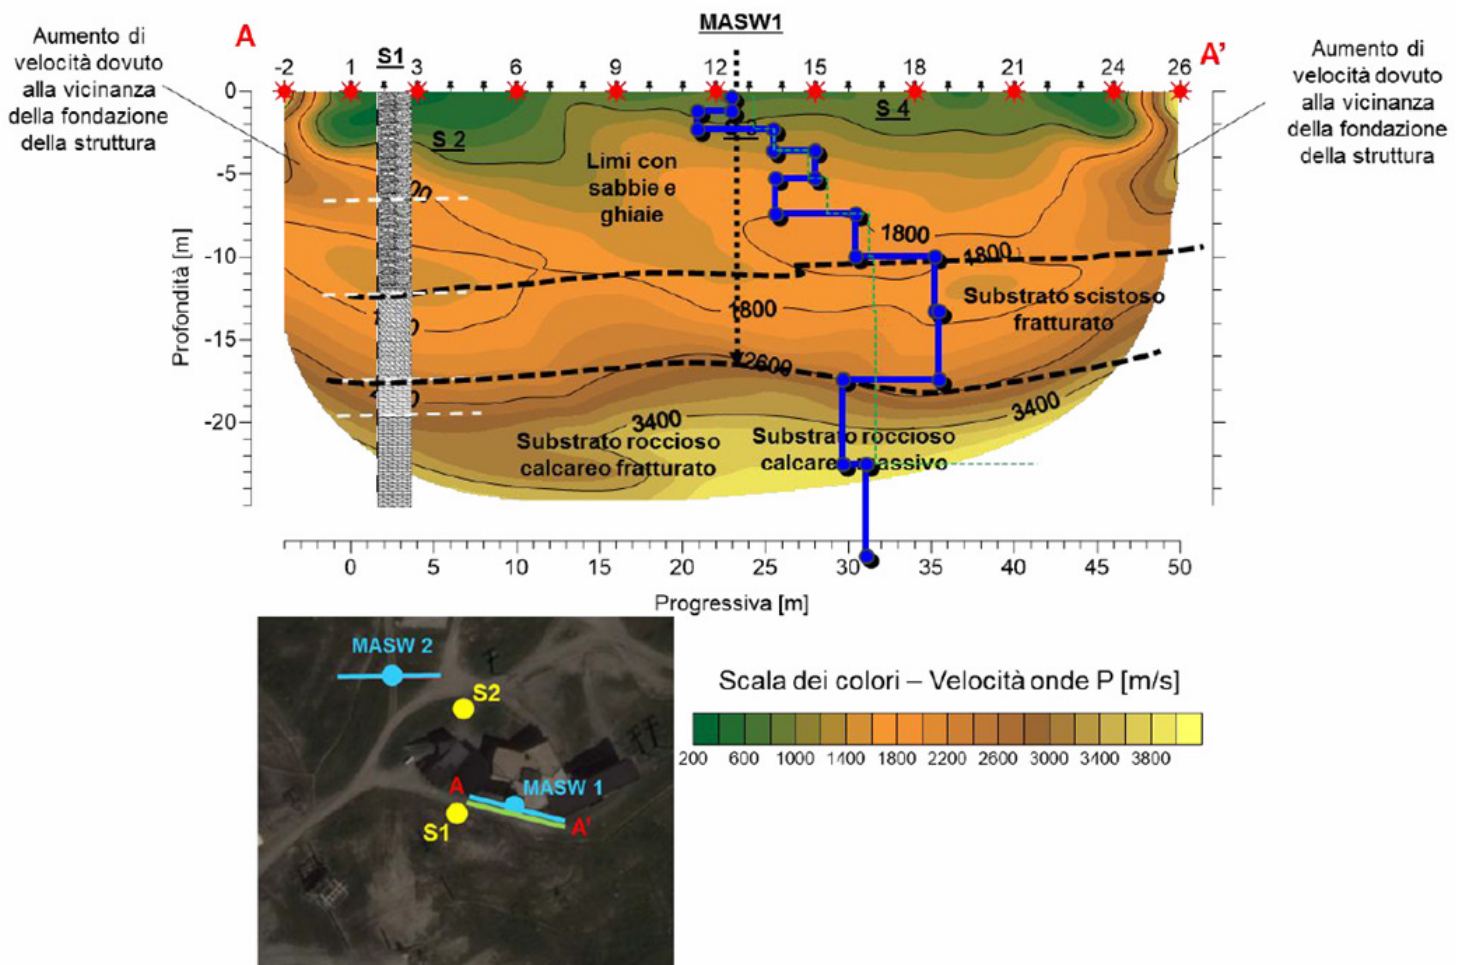 MASW1
A
A'
Aumento di
velocità dovuto
alla vicinanza
della fondazione
della struttura
Aumento di
velocità dovuto
alla vicinanza
della fondazione
della struttura
S1
-2 1 3 6 9 12 15 18 21 24 26
0
-5
-10
-15
-20
Profondità [m]
S 2
S 4
Limi con
sabbie e
ghiaie
1800
1800
1800
Substrato scistoso
fratturato
2600
3400
3400
Substrato roccioso
calcareo fratturato
Substrato roccioso
calcareo massivo
0 5 10 15 20 25 30 35 40 45 50
Progressiva [m]
MASW 2
S2
A
MASW 1
S1
A'
Scala dei colori – Velocità onde P [m/s]
200 600 1000 1400 1800 2200 2600 3000 3400 3800